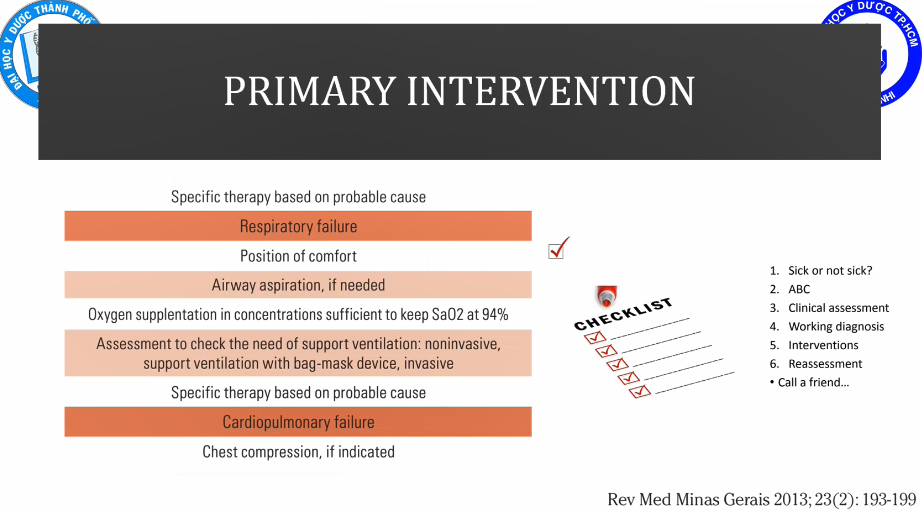 ĐẠI HỌC Y DƯỢC THÀNH PHỐ
HỌC Y DƯỢC TP.HCM
NHI
PRIMARY INTERVENTION
Specific therapy based on probable cause
Respiratory failure
Position of comfort
Airway aspiration, if needed
Oxygen supplentation in concentrations sufficient to keep SaO2 at 94%
Assessment to check the need of support ventilation: noninvasive,
support ventilation with bag-mask device, invasive
Specific therapy based on probable cause
Cardiopulmonary failure
Chest compression, if indicated
CHECKLIST
1. Sick or not sick?
2. ABC
3. Clinical assessment
4. Working diagnosis
5. Interventions
6. Reassessment
• Call a friend...
Rev Med Minas Gerais 2013; 23(2): 193-199